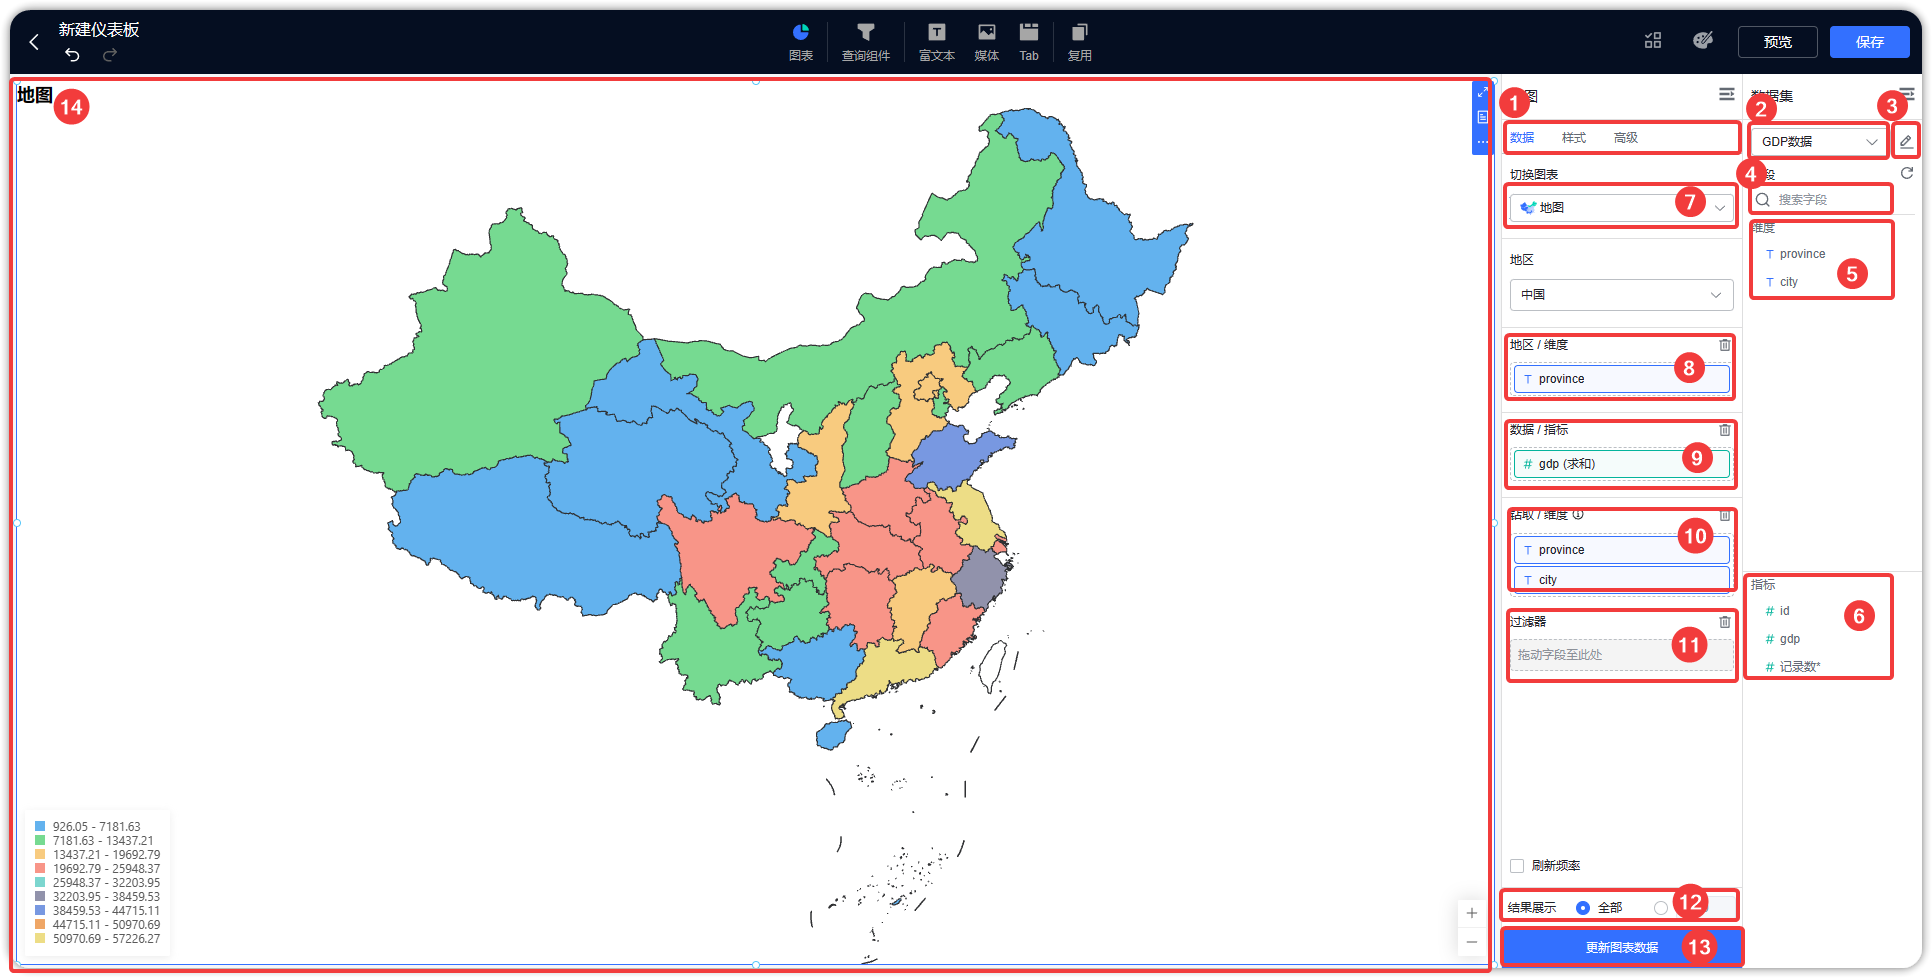 新建仪表板
图表
查询组件
富文本
媒体
Tab
复用
预览
保存
地图
14
1
图
数据
样式
高级
切换图表
地图
7
地区
中国
地区 / 维度
province
8
数据 / 指标
# gdp (求和)
9
钻取 / 维度
province
10
city
过滤器
拖动字段至此处
11
刷新频率
结果展示
全部
12
更新图表数据
13
数据集
2
3
GDP数据
4
段
搜索字段
维度
T province
T city
5
指标
# id
# gdp
# 记录数*
6
926.05 - 7181.63
7181.63 - 13437.21
13437.21 - 19692.79
19692.79 - 25948.37
25948.37 - 32203.95
32203.95 - 38459.53
38459.53 - 44715.11
44715.11 - 50970.69
50970.69 - 57226.27